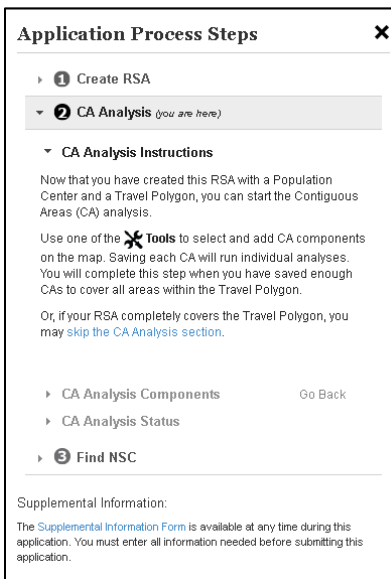 Application Process Steps
1 Create RSA
2 CA Analysis (you are here)
CA Analysis Instructions
Now that you have created this RSA with a Population
Center and a Travel Polygon, you can start the Contiguous
Areas (CA) analysis.
Use one of the Tools to select and add CA components
on the map. Saving each CA will run individual analyses.
You will complete this step when you have saved enough
CAs to cover all areas within the Travel Polygon.
Or, if your RSA completely covers the Travel Polygon, you
may skip the CA Analysis section.
CA Analysis Components Go Back
CA Analysis Status
3 Find NSC
Supplemental Information:
The Supplemental Information Form is available at any time during this
application. You must enter all information needed before submitting this
application.